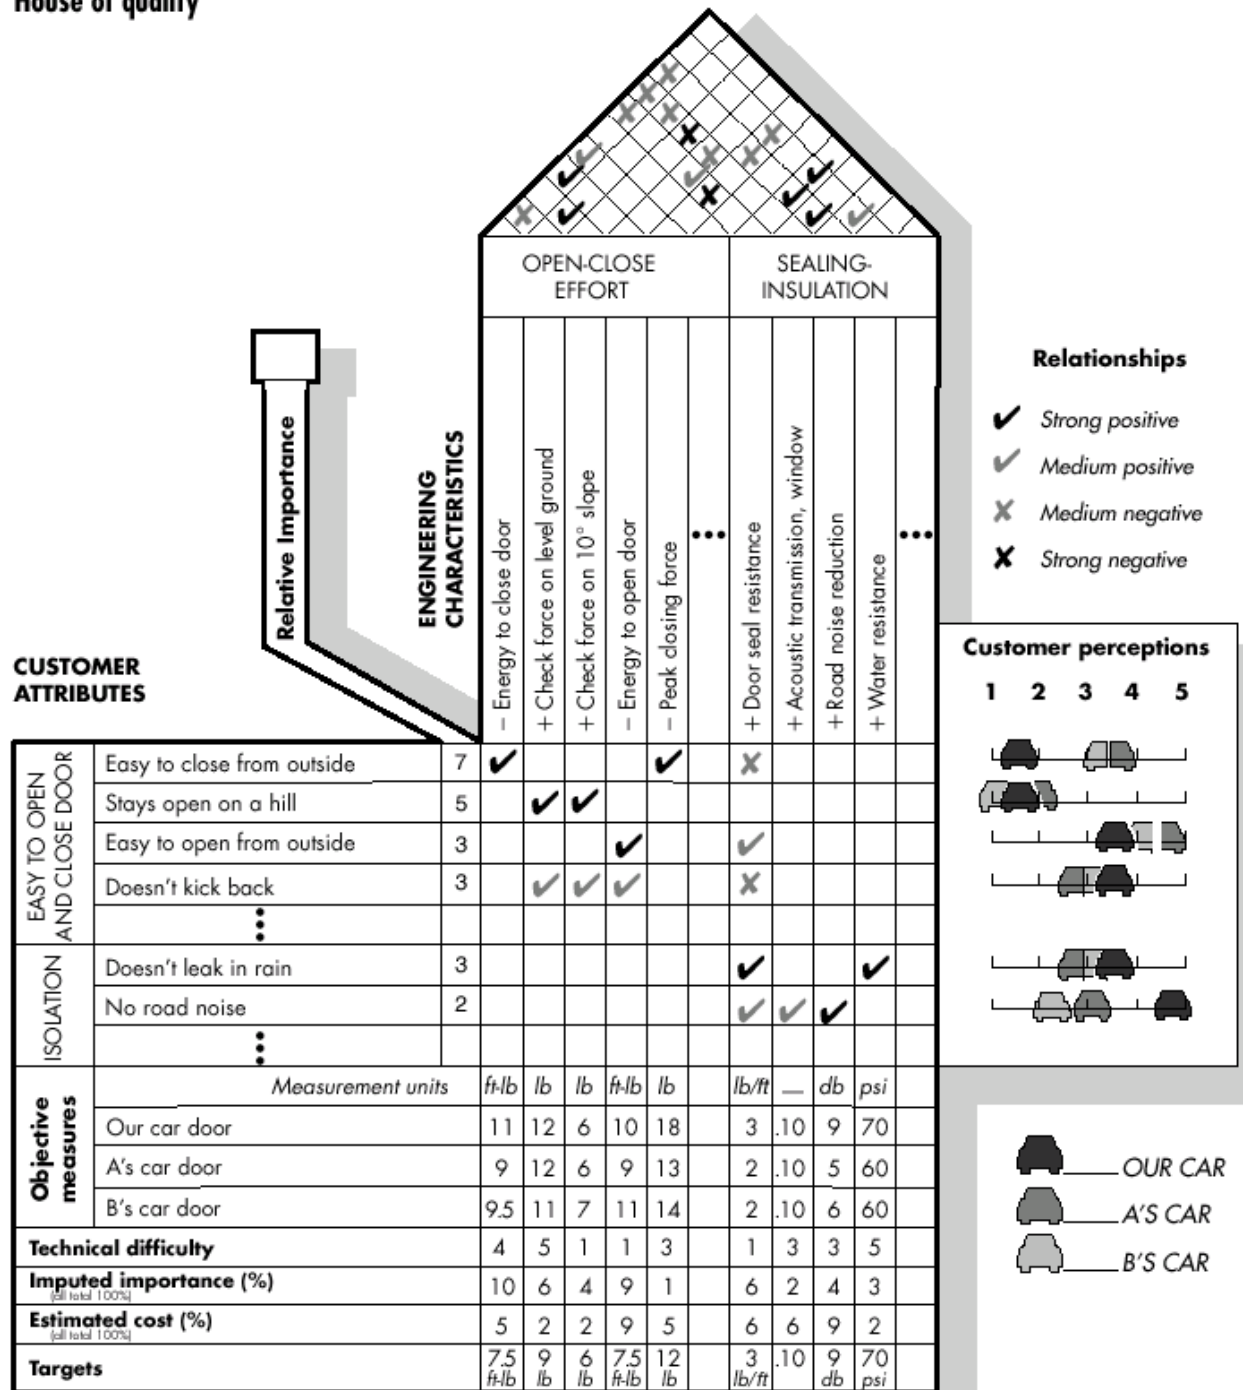 House of quality
OPEN-CLOSE
EFFORT
SEALING-
INSULATION
Relative Importance
ENGINEERING
CHARACTERISTICS
– Energy to close door
+ Check force on level ground
+ Check force on 10° slope
– Energy to open door
– Peak closing force
•••
+ Door seal resistance
+ Acoustic transmission, window
+ Road noise reduction
+ Water resistance
•••
Relationships
✔ Strong positive
✔ Medium positive
✘ Medium negative
✘ Strong negative
CUSTOMER
ATTRIBUTES
Customer perceptions
1 2 3 4 5
EASY TO OPEN
AND CLOSE DOOR
Easy to close from outside 7 ✔ ✔ ✘
Stays open on a hill 5 ✔ ✔
Easy to open from outside 3 ✔ ✔
Doesn't kick back 3 ✔ ✔ ✔ ✘
ISOLATION
Doesn't leak in rain 3 ✔ ✔
No road noise 2 ✔ ✔ ✔
Objective
measures
Measurement units ft-lb lb lb ft-lb lb lb/ft — db psi
Our car door 11 12 6 10 18 3 .10 9 70
A's car door 9 12 6 9 13 2 .10 5 60
B's car door 9.5 11 7 11 14 2 .10 6 60
Technical difficulty 4 5 1 1 3 1 3 3 5
Imputed importance (%) 10 6 4 9 1 6 2 4 3
(all total 100%)
Estimated cost (%) 5 2 2 9 5 6 6 9 2
(all total 100%)
Targets 7.5 ft-lb 9 lb 6 lb 7.5 ft-lb 12 lb 3 lb/ft .10 9 db 70 psi
OUR CAR
A'S CAR
B'S CAR